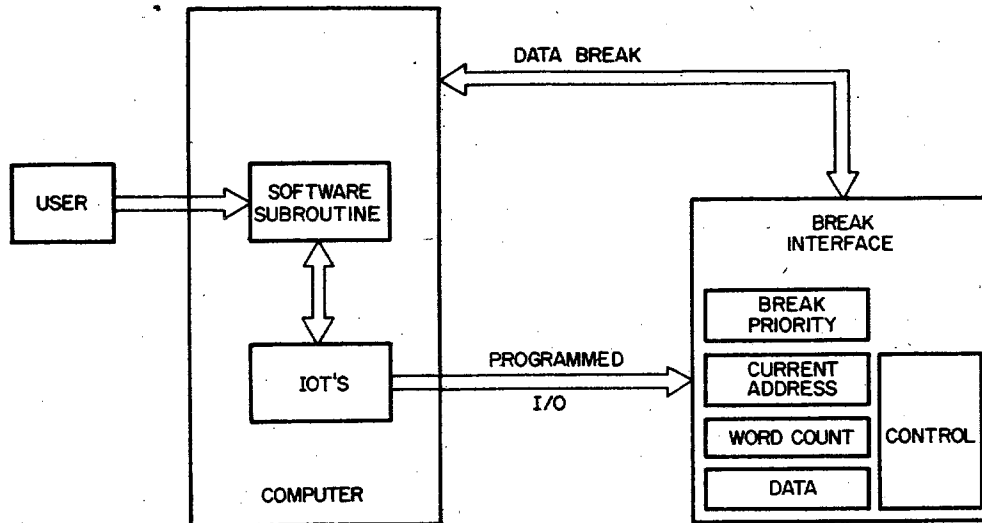 DATA BREAK
USER
SOFTWARE
SUBROUTINE
BREAK
INTERFACE
BREAK
PRIORITY
IOT'S
PROGRAMMED
I/O
CURRENT
ADDRESS
WORD COUNT
CONTROL
DATA
COMPUTER